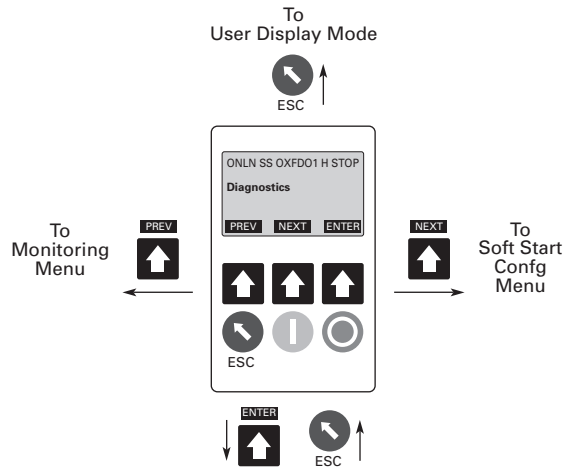 To
User Display Mode
ESC
ONLN SS OXFDO1 H STOP
Diagnostics
PREV NEXT ENTER
To
Monitoring
Menu
PREV
NEXT
To
Soft Start
Confg
Menu
ESC
ENTER
ESC